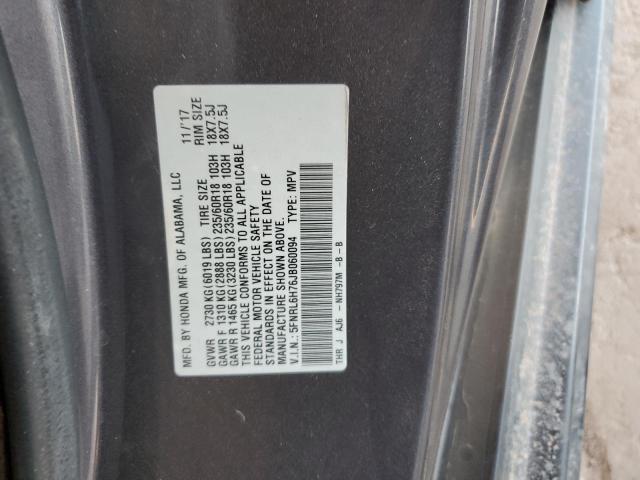 MFD. BY HONDA MFG. OF ALABAMA, LLC 11/'17
GVWR 2730 KG(6019 LBS) TIRE SIZE RIM SIZE
GAWR F 1310 KG(2888 LBS)235/60R18 103H 18X7.5J
GAWR R 1465 KG(3230 LBS)235/60R18 103H 18X7.5J
THIS VEHICLE CONFORMS TO ALL APPLICABLE
FEDERAL MOTOR VEHICLE SAFETY
STANDARDS IN EFFECT ON THE DATE OF
MANUFACTURE SHOWN ABOVE.
V.I.N.: 5FNRL6H76JB060094 TYPE: MPV
THR J AJ6 - NH797M -B -B